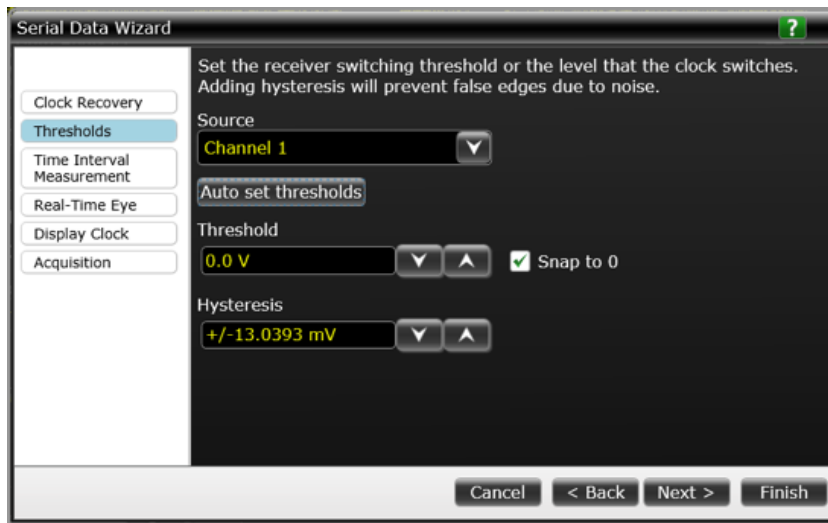 Serial Data Wizard
?
Clock Recovery
Thresholds
Time Interval
Measurement
Real-Time Eye
Display Clock
Acquisition
Set the receiver switching threshold or the level that the clock switches.
Adding hysteresis will prevent false edges due to noise.
Source
Channel 1
Auto set thresholds
Threshold
0.0 V
Snap to 0
Hysteresis
+/-13.0393 mV
Cancel
< Back
Next >
Finish